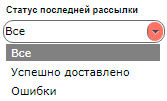 Статус последней рассылки
Все
Все
Успешно доставлено
Ошибки